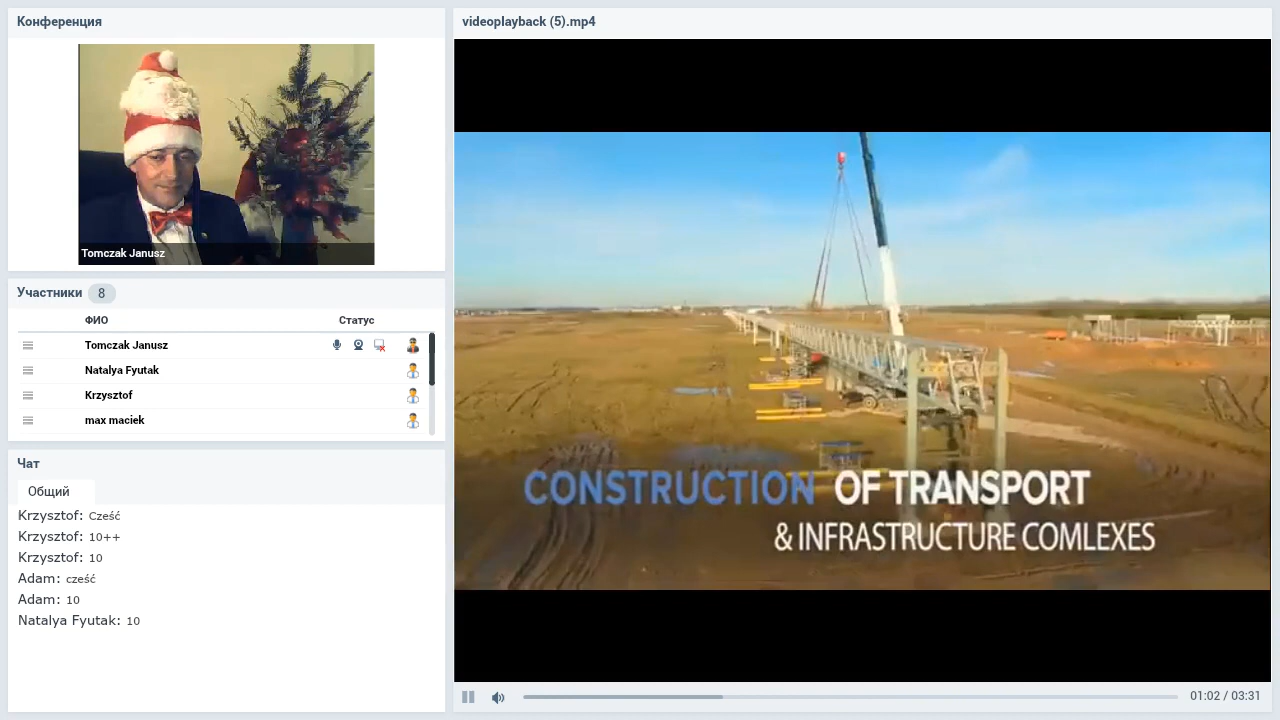 Конференция
Tomczak Janusz
Участники 8
ФИО Статус
Tomczak Janusz
Natalya Fyutak
Krzysztof
max maciek
Чат
Общий
Krzysztof: Cześć
Krzysztof: 10++
Krzysztof: 10
Adam: cześć
Adam: 10
Natalya Fyutak: 10
videoplayback (5).mp4
CONSTRUCTION OF TRANSPORT
& INFRASTRUCTURE COMLEXES
01:02 / 03:31